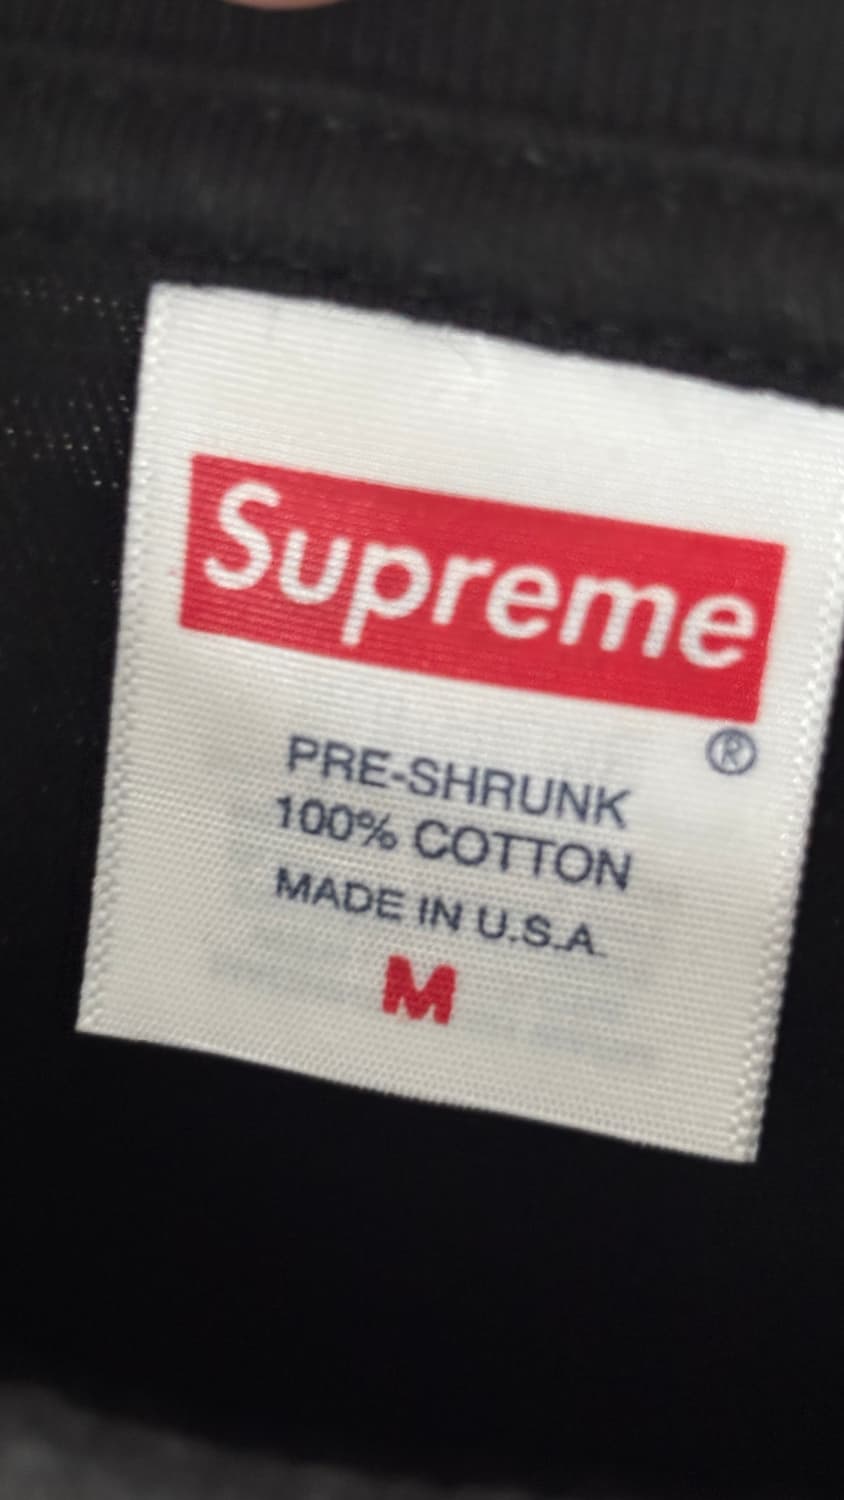 Supreme
®
PRE-SHRUNK
100% COTTON
MADE IN U.S.A.
M